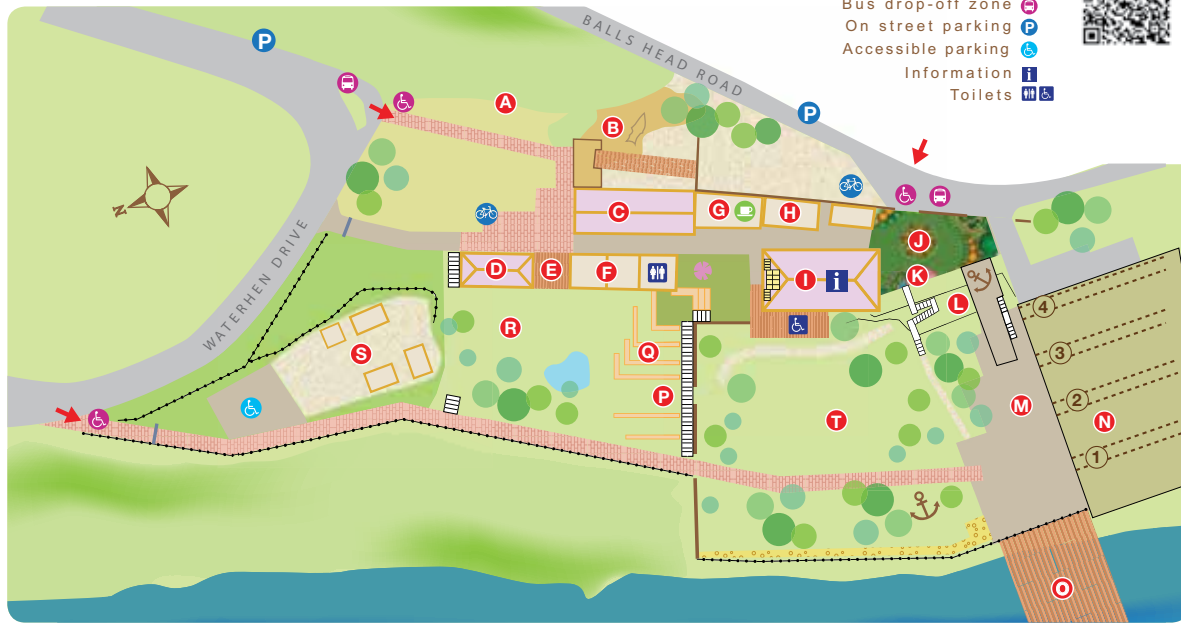 Bus drop-off zone
On street parking P
Accessible parking
Information i
Toilets
BALLS HEAD ROAD
P
P
A
B
C
G
H
J
K
I i
L
D
E
F
N
WATERHEN DRIVE
R
Q
S
P
T
M
N
4
3
2
1
O